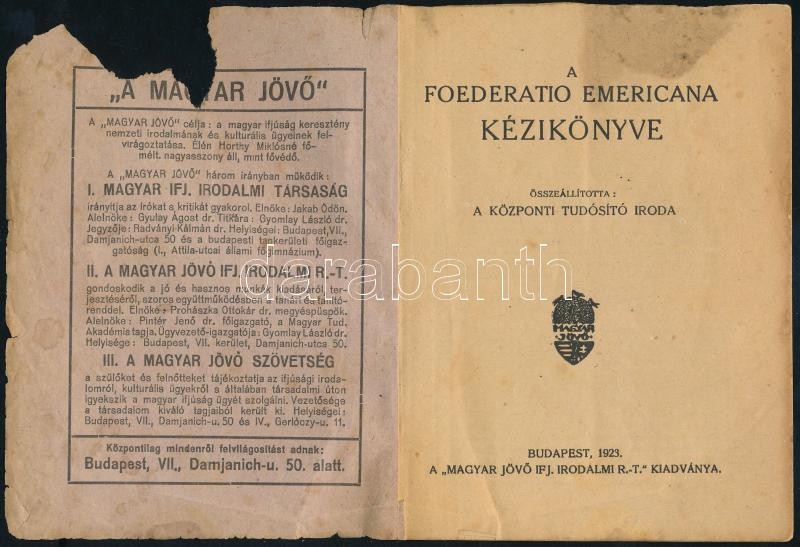 „A MAGYAR JÖVŐ“
A „MAGYAR JÖVŐ“ célja: a magyar ifjúság keresztény
nemzeti irodalmának és kulturális ügyeinek fel-
virágoztatása. Élén Horthy Miklósné fő-
mélt. nagyasszony áll, mint fővédő.
A „MAGYAR JÖVŐ“ három irányban működik:
I. MAGYAR IFJ. IRODALMI TÁRSASÁG
irányítja az írókat s kritikát gyakorol. Elnöke: Jakab Ödön.
Alelnöke: Gyulay Ágost dr. Titkára: Gyomlay László dr.
Jegyzője: Radványi Kálmán dr. Helyiségei: Budapest, VII.,
Damjanich-utca 50 és a budapesti tankerületi főigaz-
gatóság (I., Attila-utcai állami főgimnázium).
II. A MAGYAR JÖVŐ IFJ. IRODALMI R.-T.
gondoskodik a jó és hasznos munkák kiadásáról, ter-
jesztéséről, szoros együttműködésben a tanári és tanító-
renddel. Elnöke: Prohászka Ottokár dr. megyéspüspök.
Alelnöke: Pintér Jenő dr. főigazgató, a Magyar Tud.
Akadémia tagja. Ügyvezető-igazgatója: Gyomlay László dr.
Helyisége: Budapest, VII. kerület, Damjanich-utca 50.
III. A MAGYAR JÖVŐ SZÖVETSÉG
a szülőket és felnőtteket tájékoztatja az ifjúsági iroda-
lomról, kulturális ügyekről s általában társadalmi úton
igyekszik a magyar ifjúság ügyét szolgálni. Vezetősége
a társadalom kiváló tagjaiból került ki. Helyiségei:
Budapest, VII., Damjanich-u. 50 és IV., Gerlóczy-u. 11.
Központilag mindenről felvilágosítást adnak:
Budapest, VII., Damjanich-u. 50. alatt.
A
FOEDERATIO EMERICANA
KÉZIKÖNYVE
ÖSSZEÁLLÍTOTTA:
A KÖZPONTI TUDÓSÍTÓ IRODA
MAGYAR
JÖVŐ
BUDAPEST, 1923.
A „MAGYAR JÖVŐ IFJ. IRODALMI R.-T.“ KIADVÁNYA.
darabanth